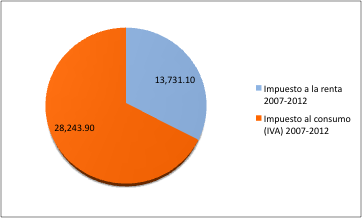 13,731.10
28,243.90
Impuesto a la renta
2007-2012
Impuesto al consumo
(IVA) 2007-2012